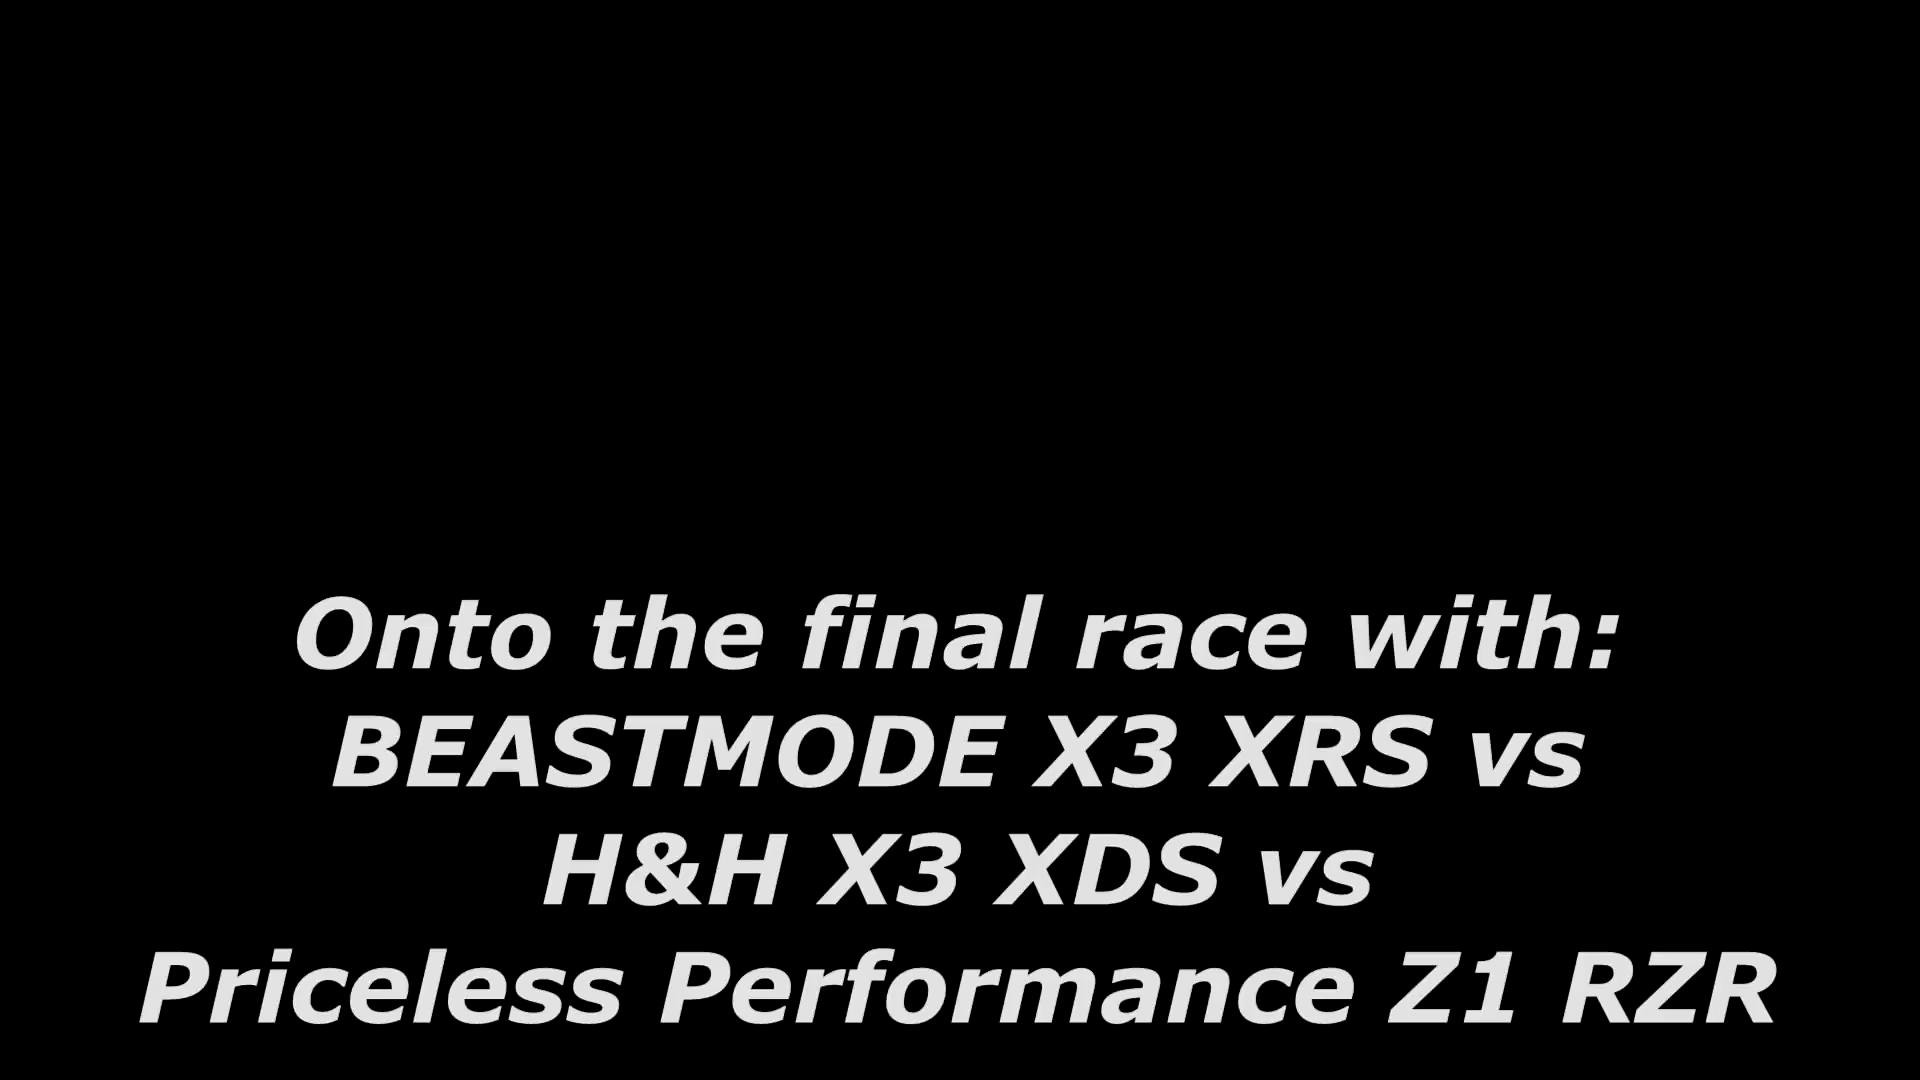 Onto the final race with:
BEASTMODE X3 XRS vs
H&H X3 XDS vs
Priceless Performance Z1 RZR